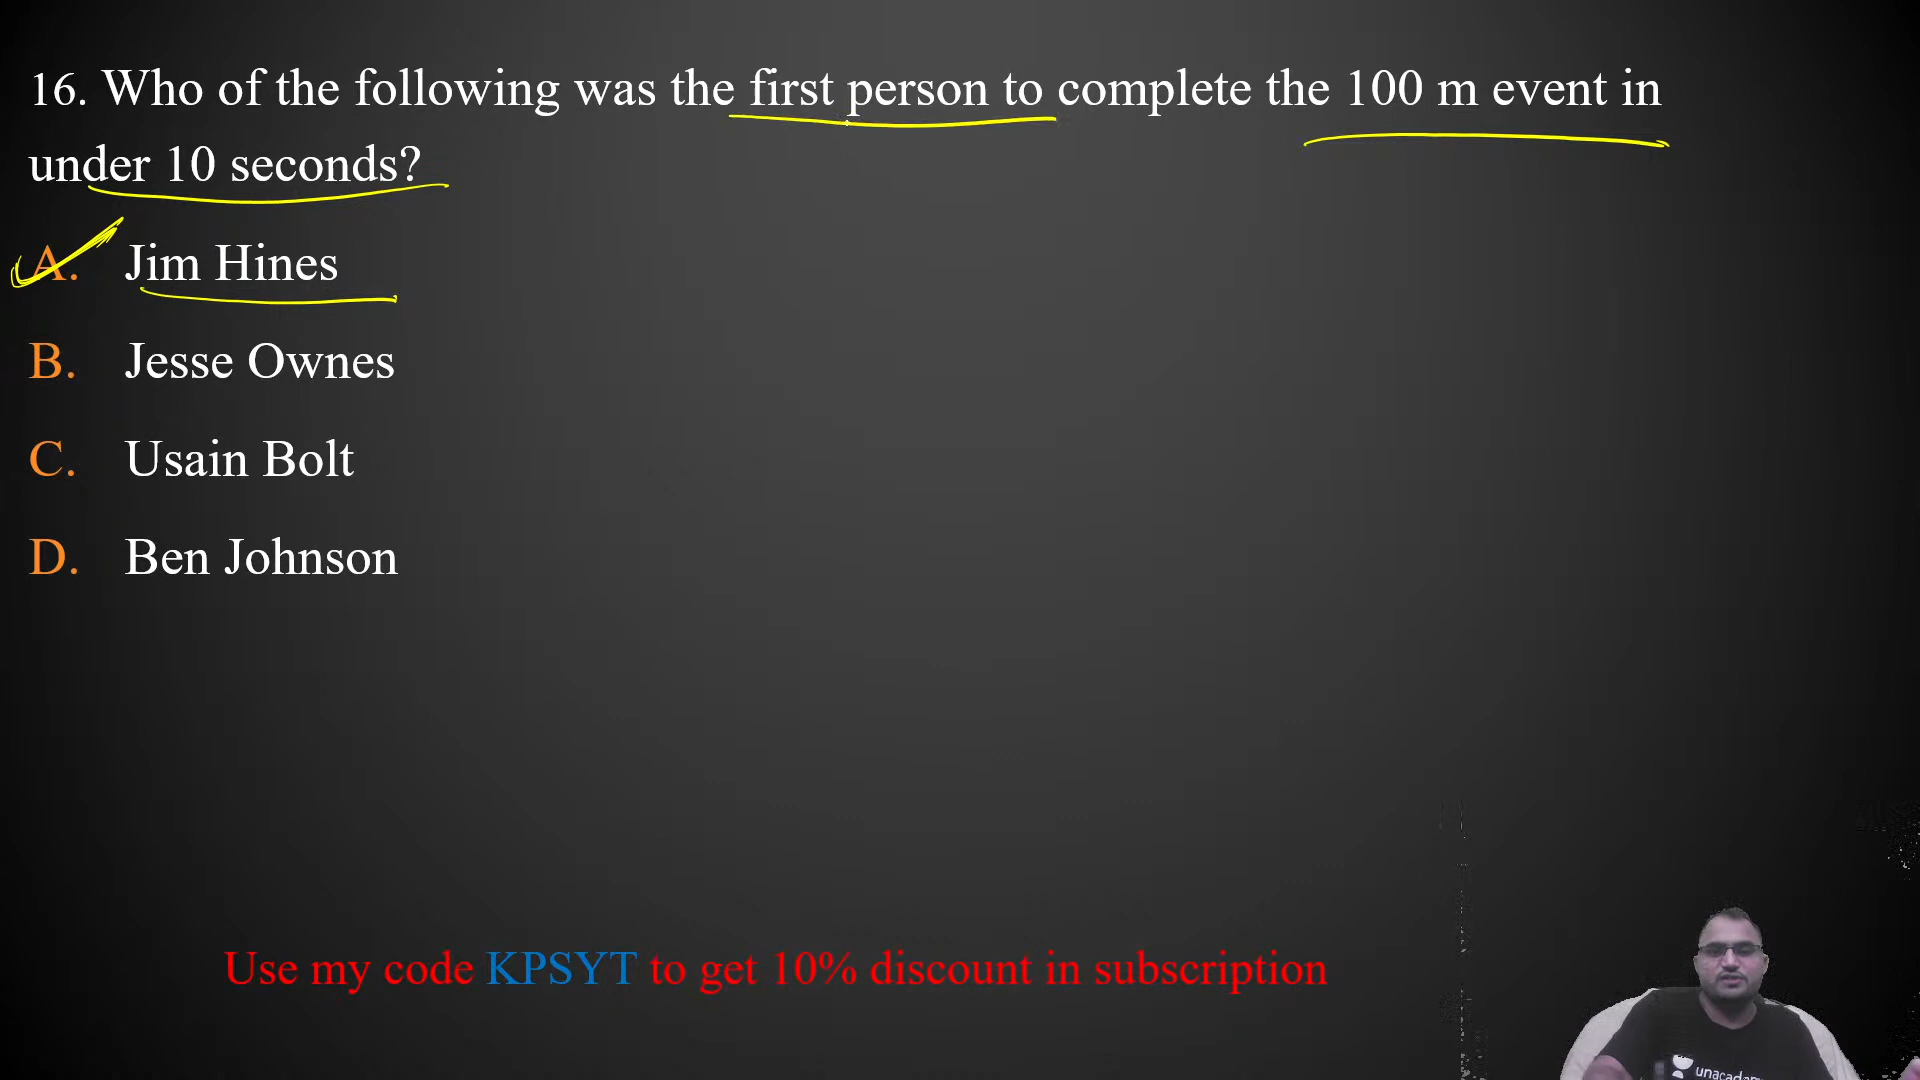 16. Who of the following was the first person to complete the 100 m event in
under 10 seconds?
A. Jim Hines
B. Jesse Ownes
C. Usain Bolt
D. Ben Johnson
Use my code KPSYT to get 10% discount in subscription